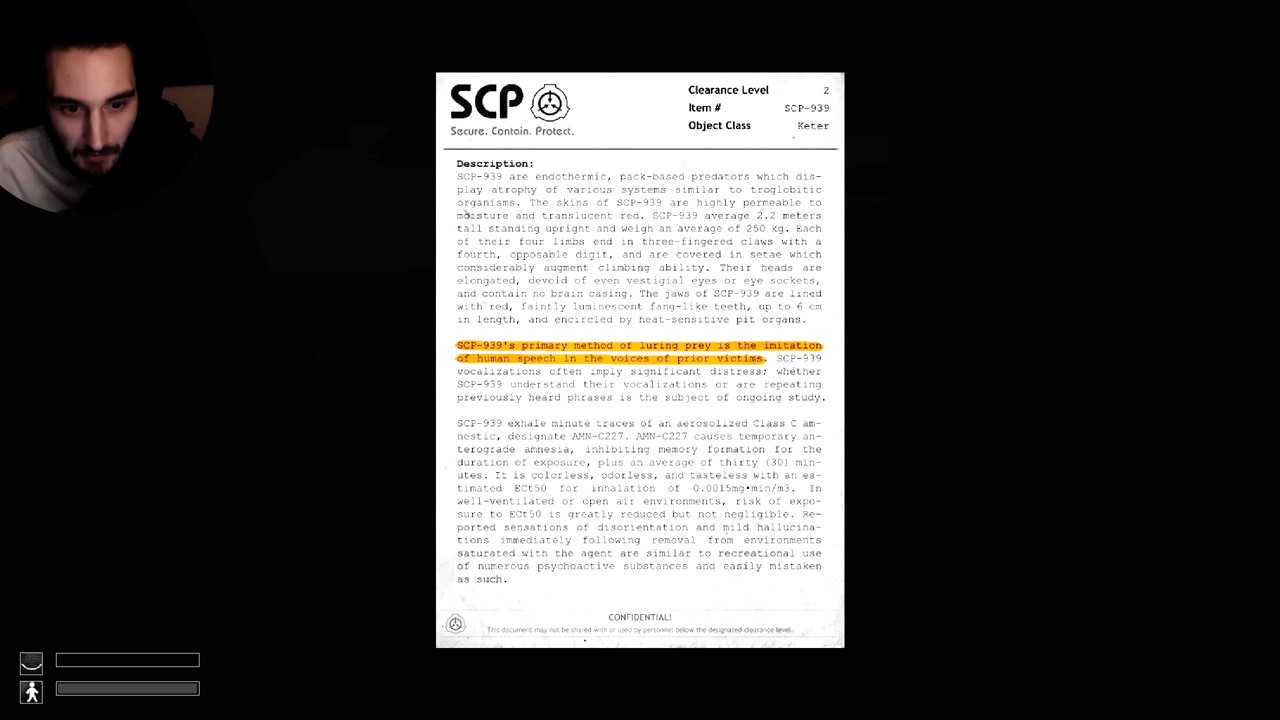 SCP
Secure. Contain. Protect.
Clearance Level 2
Item # SCP-939
Object Class Keter
Description:
SCP-939 are endothermic, pack-based predators which dis-
play atrophy of various systems similar to troglobitic
organisms. The skins of SCP-939 are highly permeable to
moisture and translucent red. SCP-939 average 2.2 meters
tall standing upright and weigh an average of 250 kg. Each
of their four limbs end in three-fingered claws with a
fourth, opposable digit, and are covered in setae which
considerably augment climbing ability. Their heads are
elongated, devoid of even vestigial eyes or eye sockets,
and contain no brain casing. The jaws of SCP-939 are lined
with red, faintly luminescent fang-like teeth, up to 6 cm
in length, and encircled by heat-sensitive pit organs.
SCP-939's primary method of luring prey is the imitation
of human speech in the voices of prior victims. SCP-939
vocalizations often imply significant distress; whether
SCP-939 understand their vocalizations or are repeating
previously heard phrases is the subject of ongoing study.
SCP-939 exhale minute traces of an aerosolized Class C am-
nestic, designate AMN-C227. AMN-C227 causes temporary an-
terograde amnesia, inhibiting memory formation for the
duration of exposure, plus an average of thirty (30) min-
utes. It is colorless, odorless, and tasteless with an es-
timated ECt50 for inhalation of 0.0015mg•min/m3. In
well-ventilated or open air environments, risk of expo-
sure to ECt50 is greatly reduced but not negligible. Re-
ported sensations of disorientation and mild hallucina-
tions immediately following removal from environments
saturated with the agent are similar to recreational use
of numerous psychoactive substances and easily mistaken
as such.
CONFIDENTIAL!
This document may not be shared with or used by personnel below the designated clearance level.